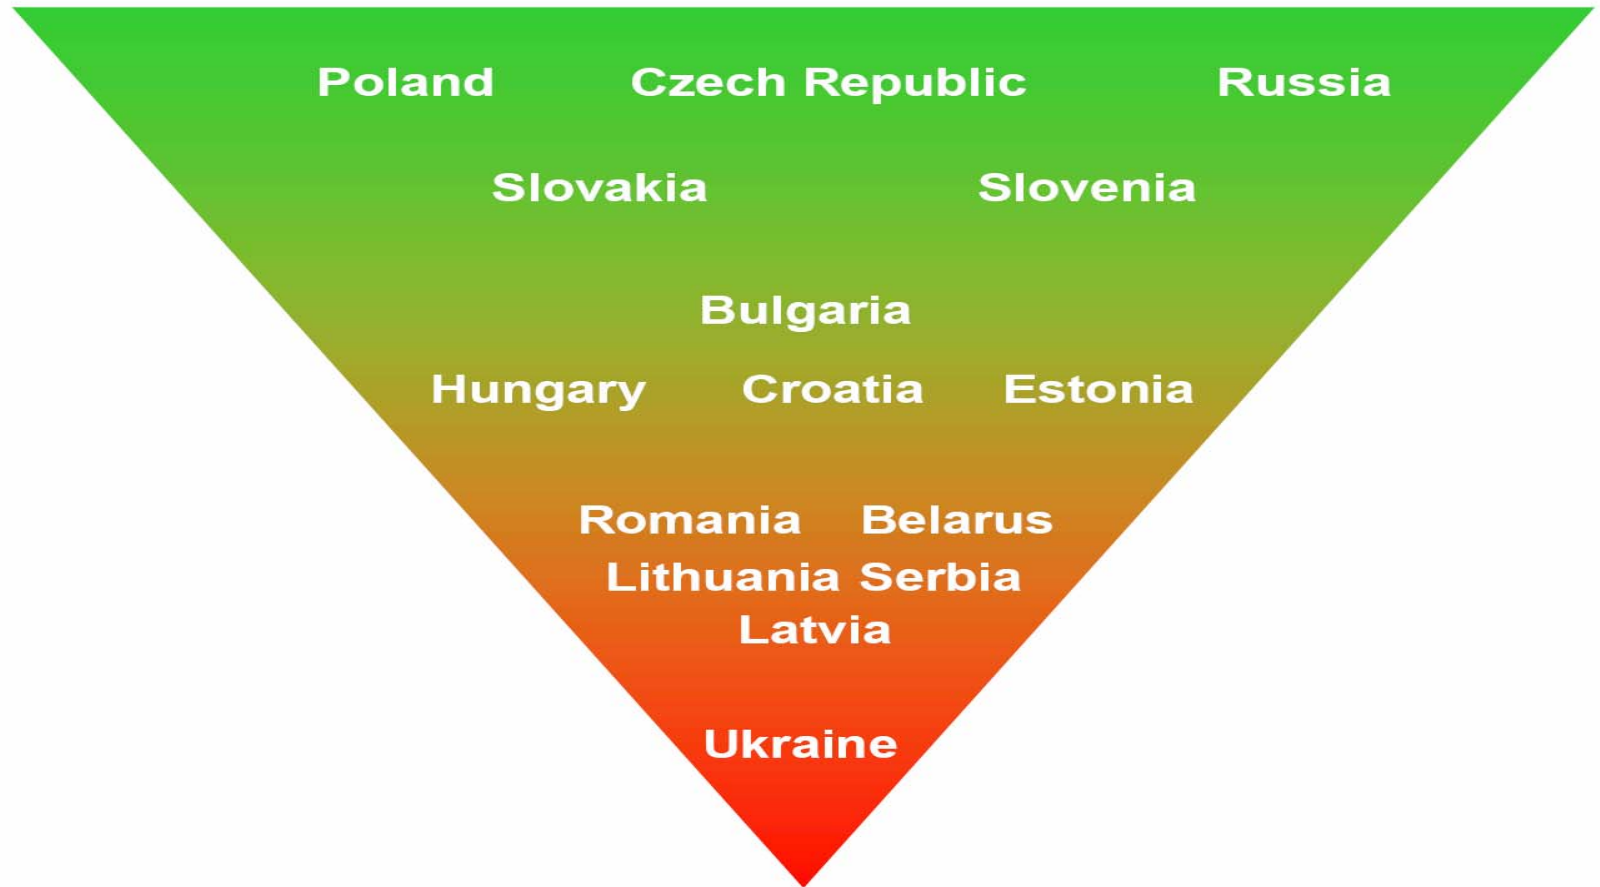 Poland Czech Republic Russia
Slovakia Slovenia
Bulgaria
Hungary Croatia Estonia
Romania Belarus
Lithuania Serbia
Latvia
Ukraine